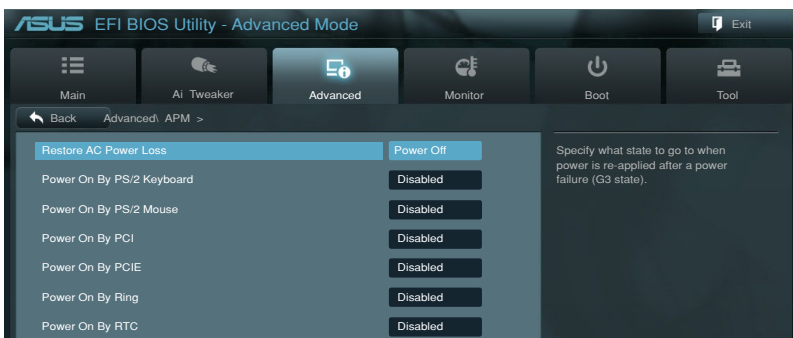 ASUS EFI BIOS Utility - Advanced Mode
Exit
Main
Ai Tweaker
Advanced
Monitor
Boot
Tool
Back
Advanced\ APM >
Restore AC Power Loss Power Off
Power On By PS/2 Keyboard Disabled
Power On By PS/2 Mouse Disabled
Power On By PCI Disabled
Power On By PCIE Disabled
Power On By Ring Disabled
Power On By RTC Disabled
Specify what state to go to when
power is re-applied after a power
failure (G3 state).